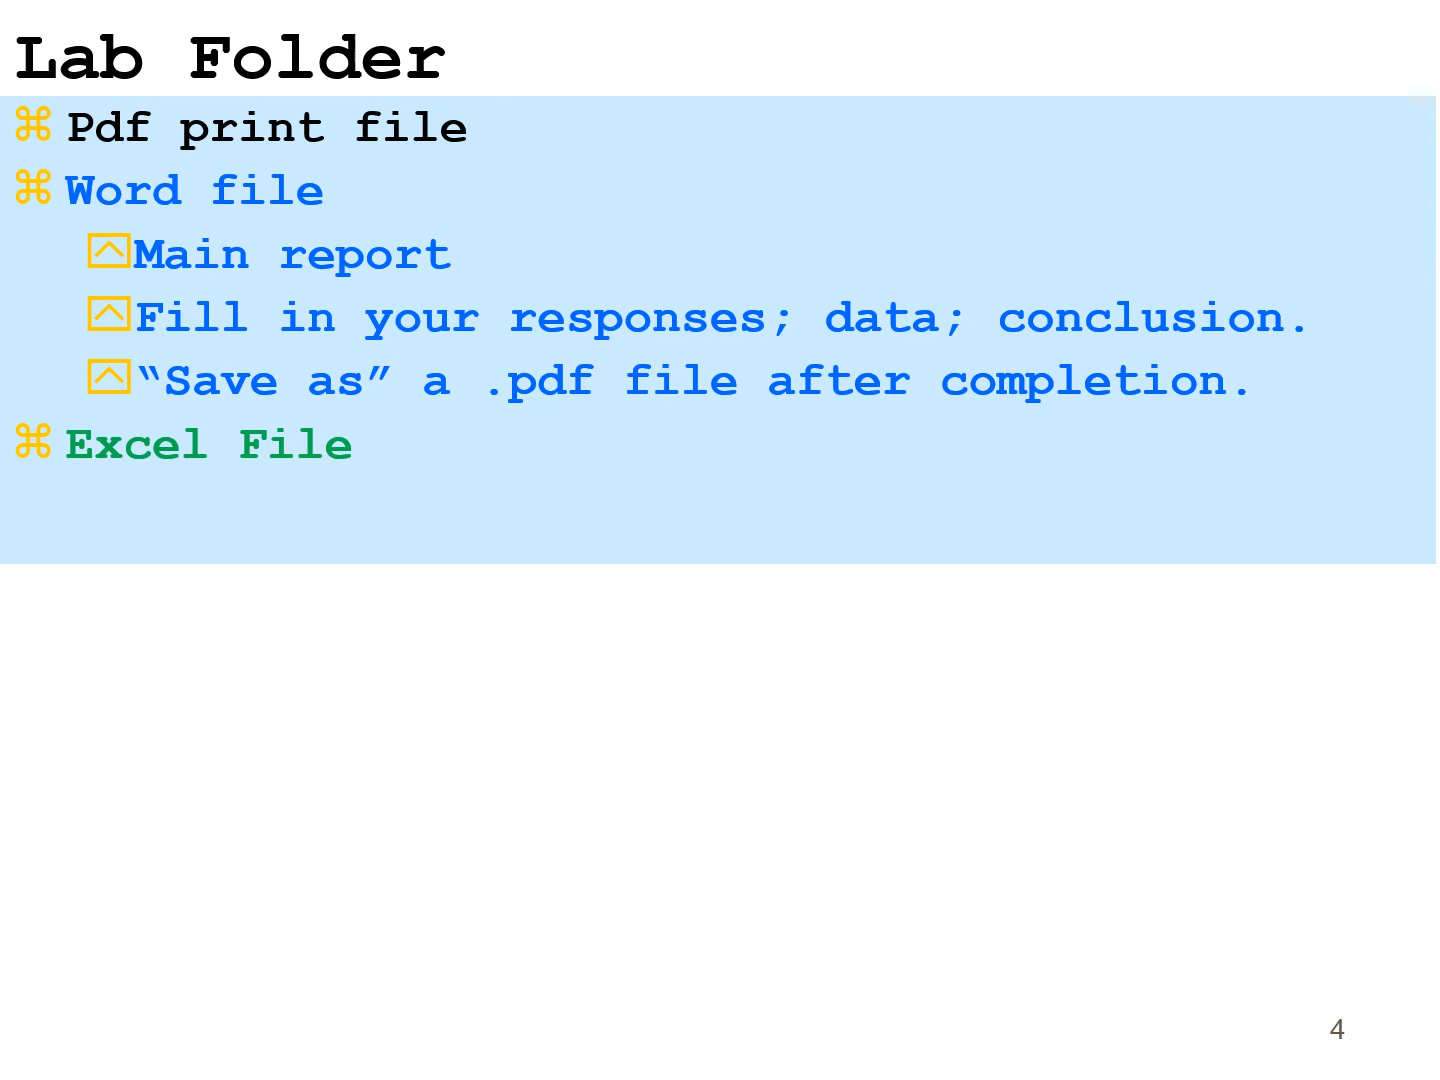 Lab Folder
⌘ Pdf print file
⌘ Word file
Main report
Fill in your responses; data; conclusion.
“Save as” a .pdf file after completion.
⌘ Excel File
4